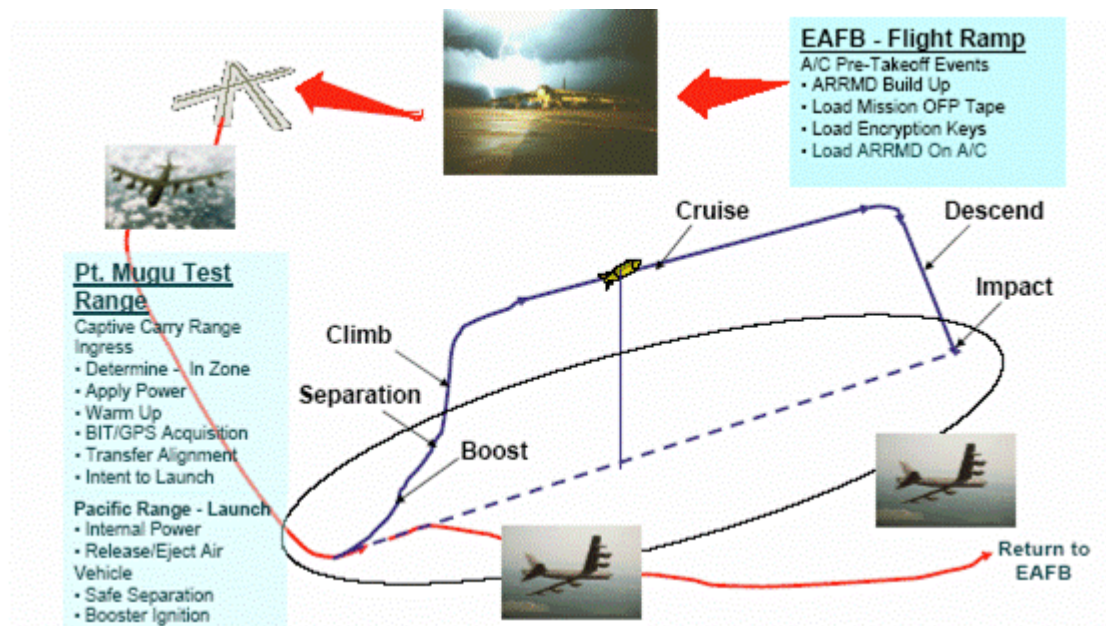 EAFB - Flight Ramp
A/C Pre-Takeoff Events
• ARRMD Build Up
• Load Mission OFP Tape
• Load Encryption Keys
• Load ARRMD On A/C
Cruise
Descend
Impact
Climb
Separation
Boost
Pt. Mugu Test
Range
Captive Carry Range
Ingress
• Determine - In Zone
• Apply Power
• Warm Up
• BIT/GPS Acquisition
• Transfer Alignment
• Intent to Launch
Pacific Range - Launch
• Internal Power
• Release/Eject Air
Vehicle
• Safe Separation
• Booster Ignition
Return to
EAFB